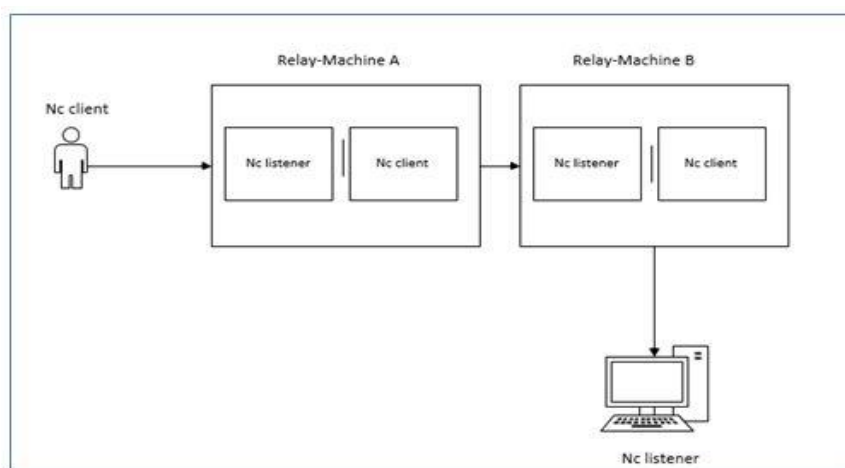 Relay-Machine A
Relay-Machine B
Nc client
Nc listener
Nc client
Nc listener
Nc client
Nc listener